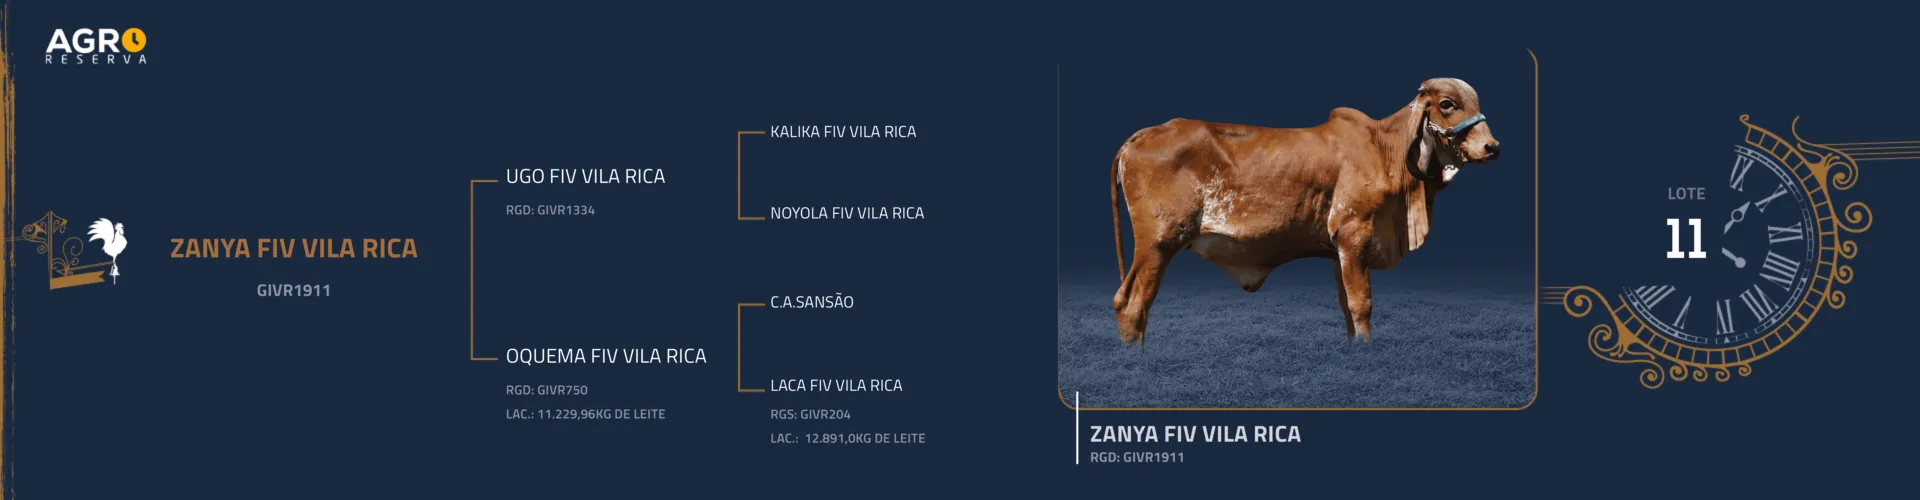 AGRO
RESERVA
ZANYA FIV VILA RICA
GIVR1911
UGO FIV VILA RICA
RGD: GIVR1334
OQUEMA FIV VILA RICA
RGD: GIVR750
LAC.: 11.229,96KG DE LEITE
KALIKA FIV VILA RICA
NOYOLA FIV VILA RICA
C.A.SANSÃO
LACA FIV VILA RICA
RGS: GIVR204
LAC.: 12.891,0KG DE LEITE
ZANYA FIV VILA RICA
RGD: GIVR1911
LOTE
11